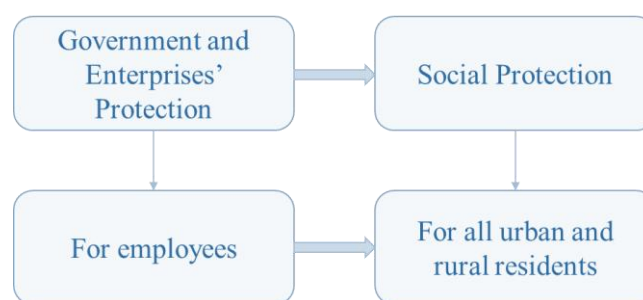 Government and
Enterprises’
Protection
Social Protection
For employees
For all urban and
rural residents